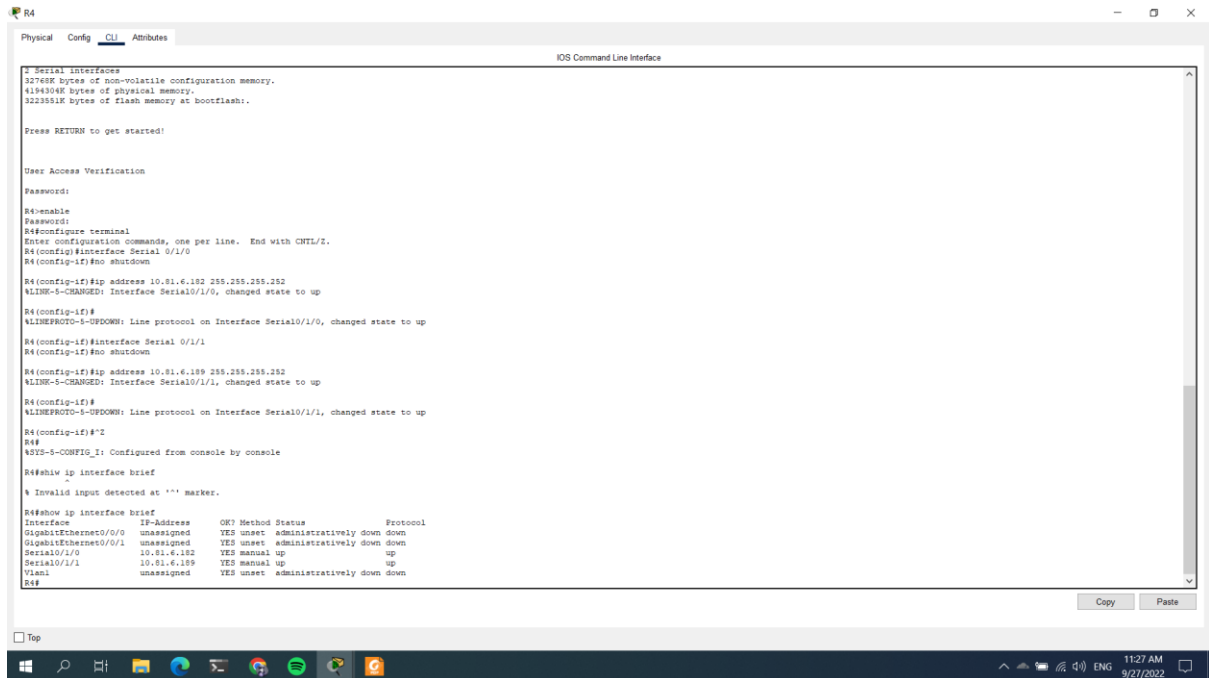 R4
Physical Config CLI Attributes
IOS Command Line Interface
2 Serial interfaces
32768K bytes of non-volatile configuration memory.
4194304K bytes of physical memory.
3223551K bytes of flash memory at bootflash:.
Press RETURN to get started!
User Access Verification
Password:
R4>enable
Password:
R4#configure terminal
Enter configuration commands, one per line. End with CNTL/Z.
R4(config)#interface Serial 0/1/0
R4(config-if)#no shutdown
R4(config-if)#ip address 10.81.6.182 255.255.255.252
%LINK-5-CHANGED: Interface Serial0/1/0, changed state to up
R4(config-if)#
%LINEPROTO-5-UPDOWN: Line protocol on Interface Serial0/1/0, changed state to up
R4(config-if)#interface Serial 0/1/1
R4(config-if)#no shutdown
R4(config-if)#ip address 10.81.6.189 255.255.255.252
%LINK-5-CHANGED: Interface Serial0/1/1, changed state to up
R4(config-if)#
%LINEPROTO-5-UPDOWN: Line protocol on Interface Serial0/1/1, changed state to up
R4(config-if)#^Z
R4#
%SYS-5-CONFIG_I: Configured from console by console
R4#shiw ip interface brief
^
% Invalid input detected at '^' marker.
R4#show ip interface brief
Interface IP-Address OK? Method Status Protocol
GigabitEthernet0/0/0 unassigned YES unset administratively down down
GigabitEthernet0/0/1 unassigned YES unset administratively down down
Serial0/1/0 10.81.6.182 YES manual up up
Serial0/1/1 10.81.6.189 YES manual up up
Vlan1 unassigned YES unset administratively down down
R4#
Copy Paste
Top
ENG 11:27 AM
9/27/2022